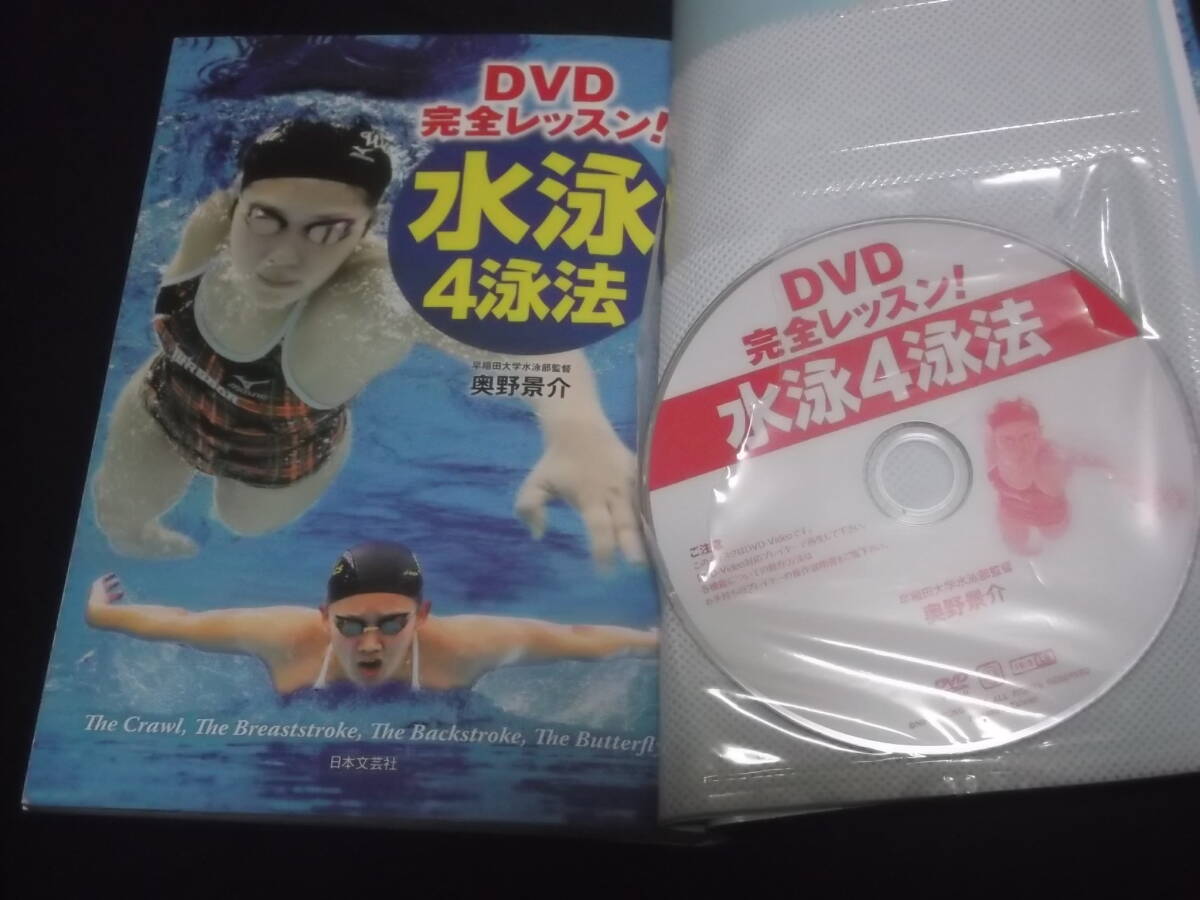 DVD
完全レッスン!
水泳
4泳法
早稲田大学水泳部監督
奥野景介
The Crawl, The Breaststroke, The Backstroke, The Butterfl
日本文芸社
DVD
完全レッスン!
水泳4泳法
ご注意
早稲田大学水泳部監督
奥野景介
DVD